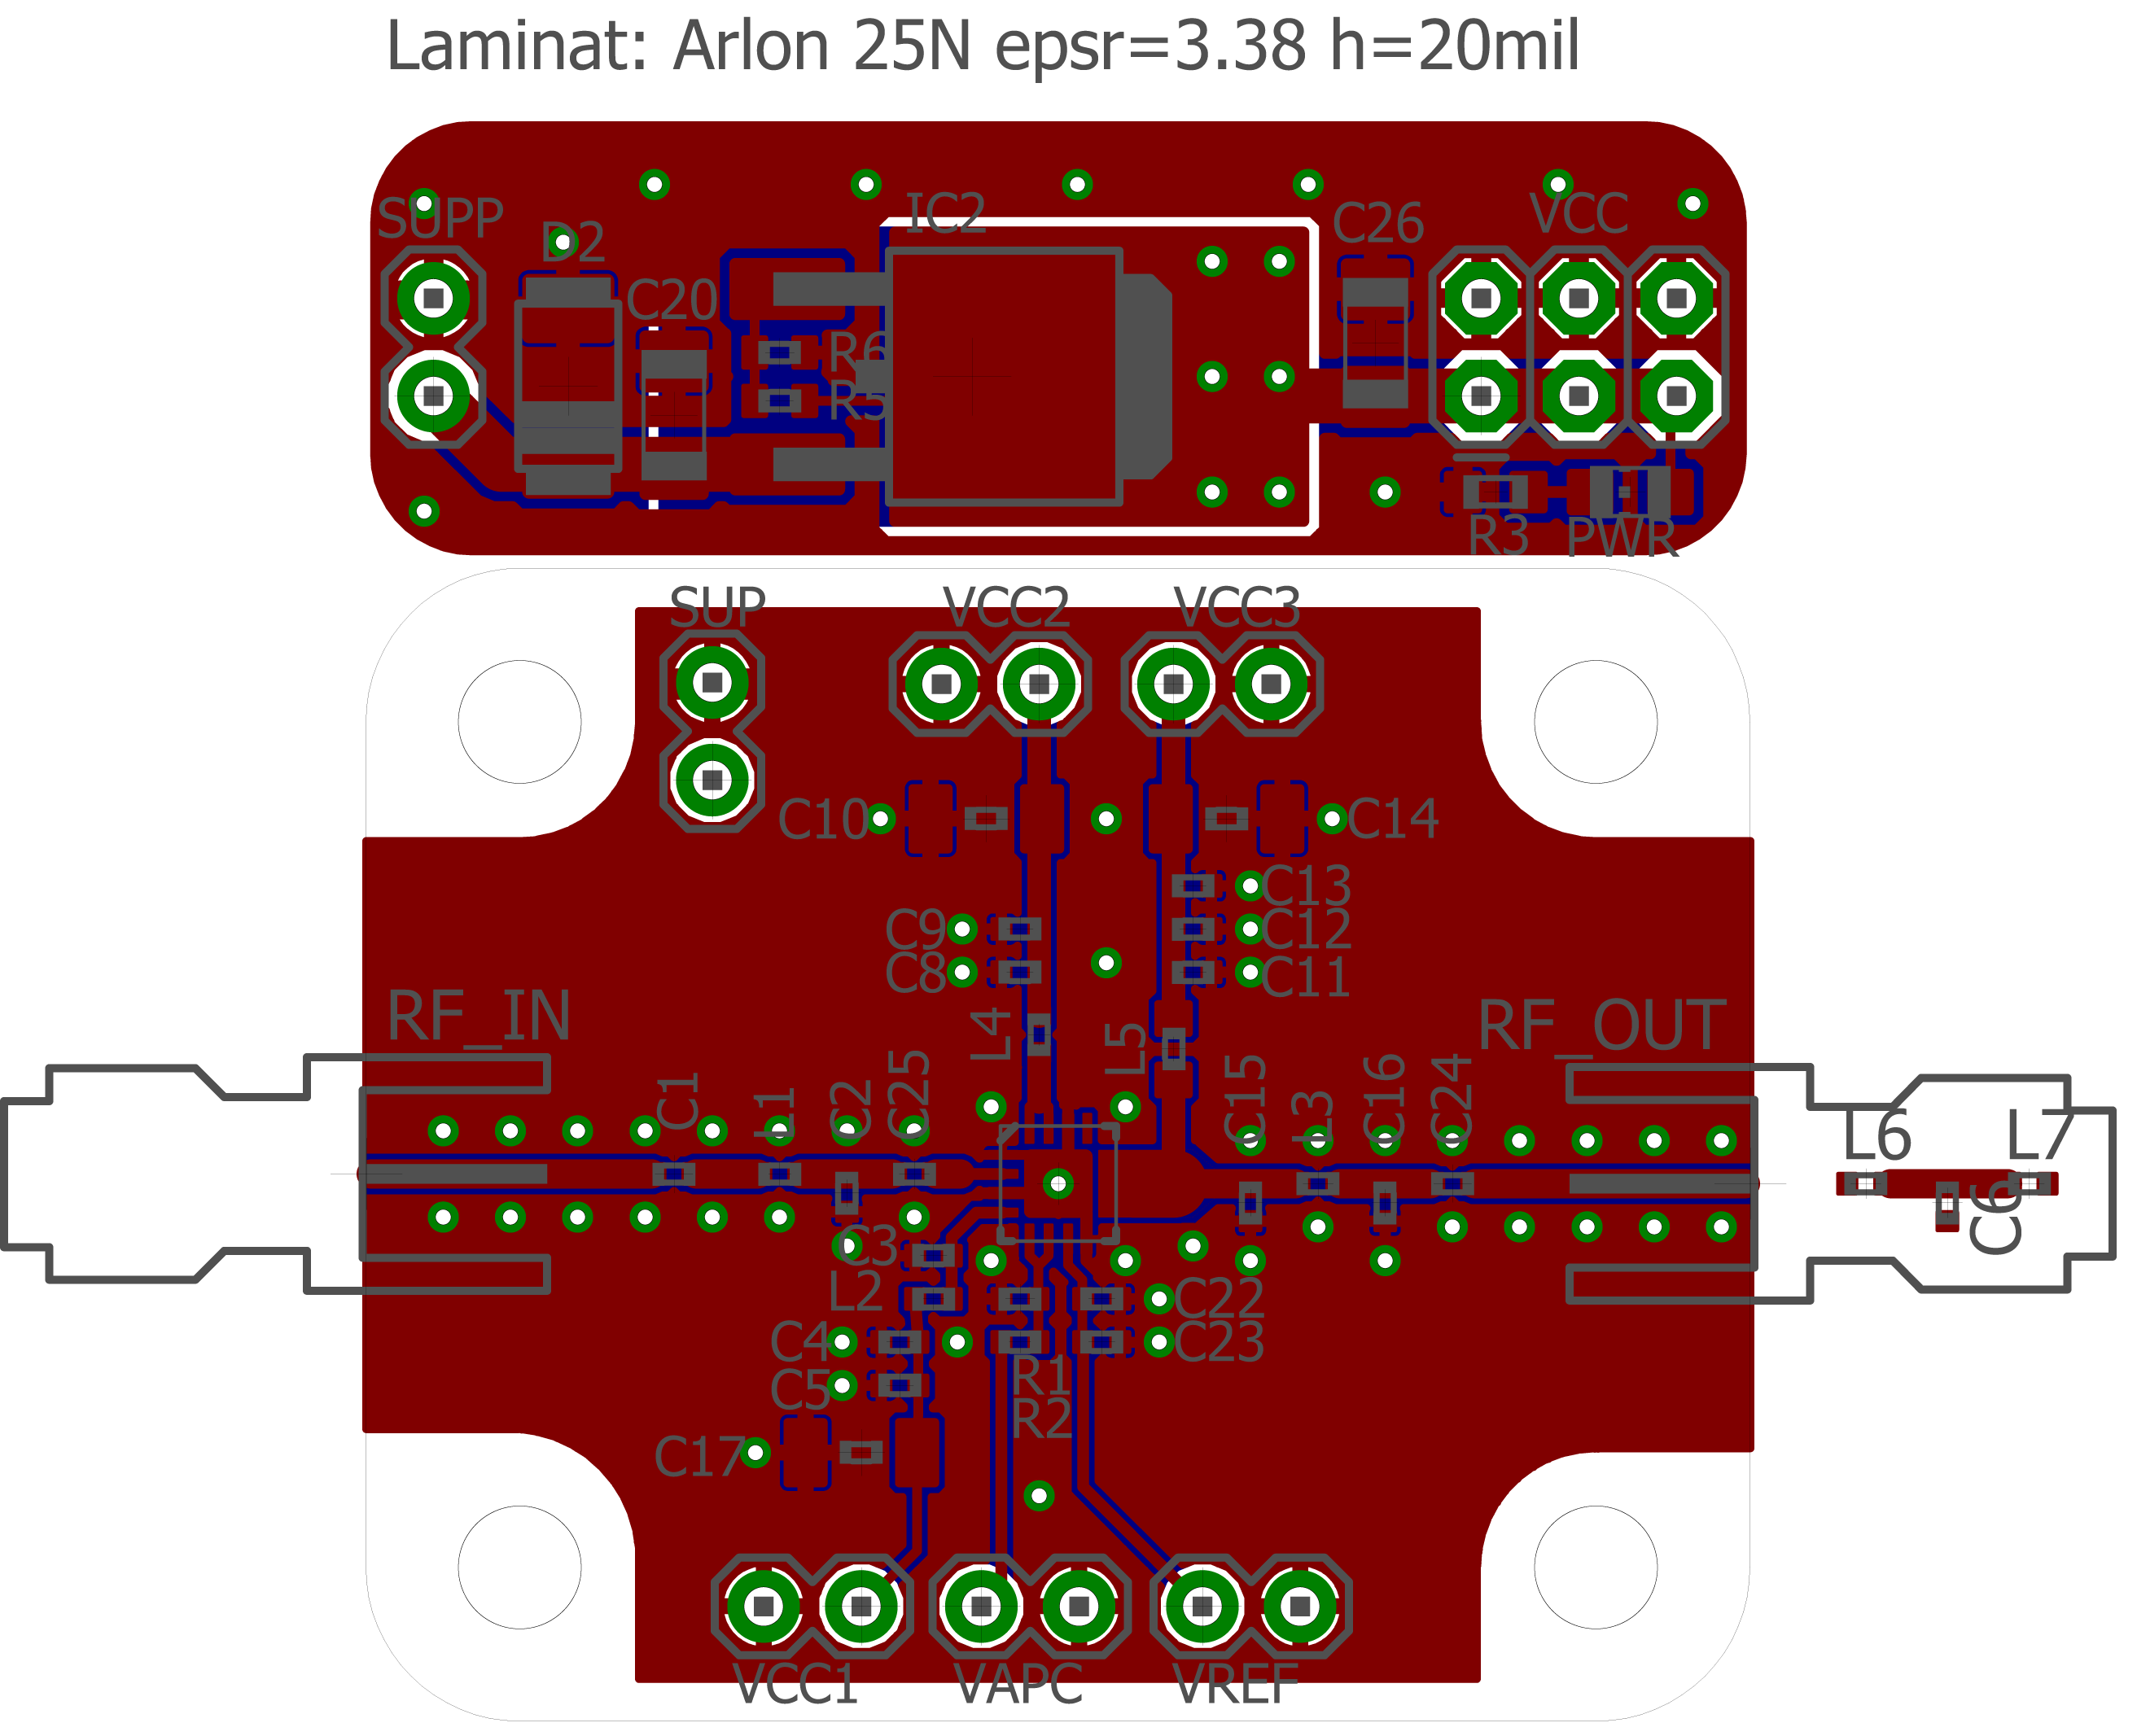 Laminat: Arlon 25N epsr=3.38 h=20mil
SUPP
D2
C20
IC2
C26
VCC
R6
R5
R3
PWR
SUP
VCC2
VCC3
C10
C14
C13
C9
C12
C8
C11
RF_IN
L4
L5
RF_OUT
C1
L1
C2
C25
C15
L3
C16
C24
L6
L7
C6
C3
L2
C22
C4
C23
R1
C5
R2
C17
VCC1
VAPC
VREF